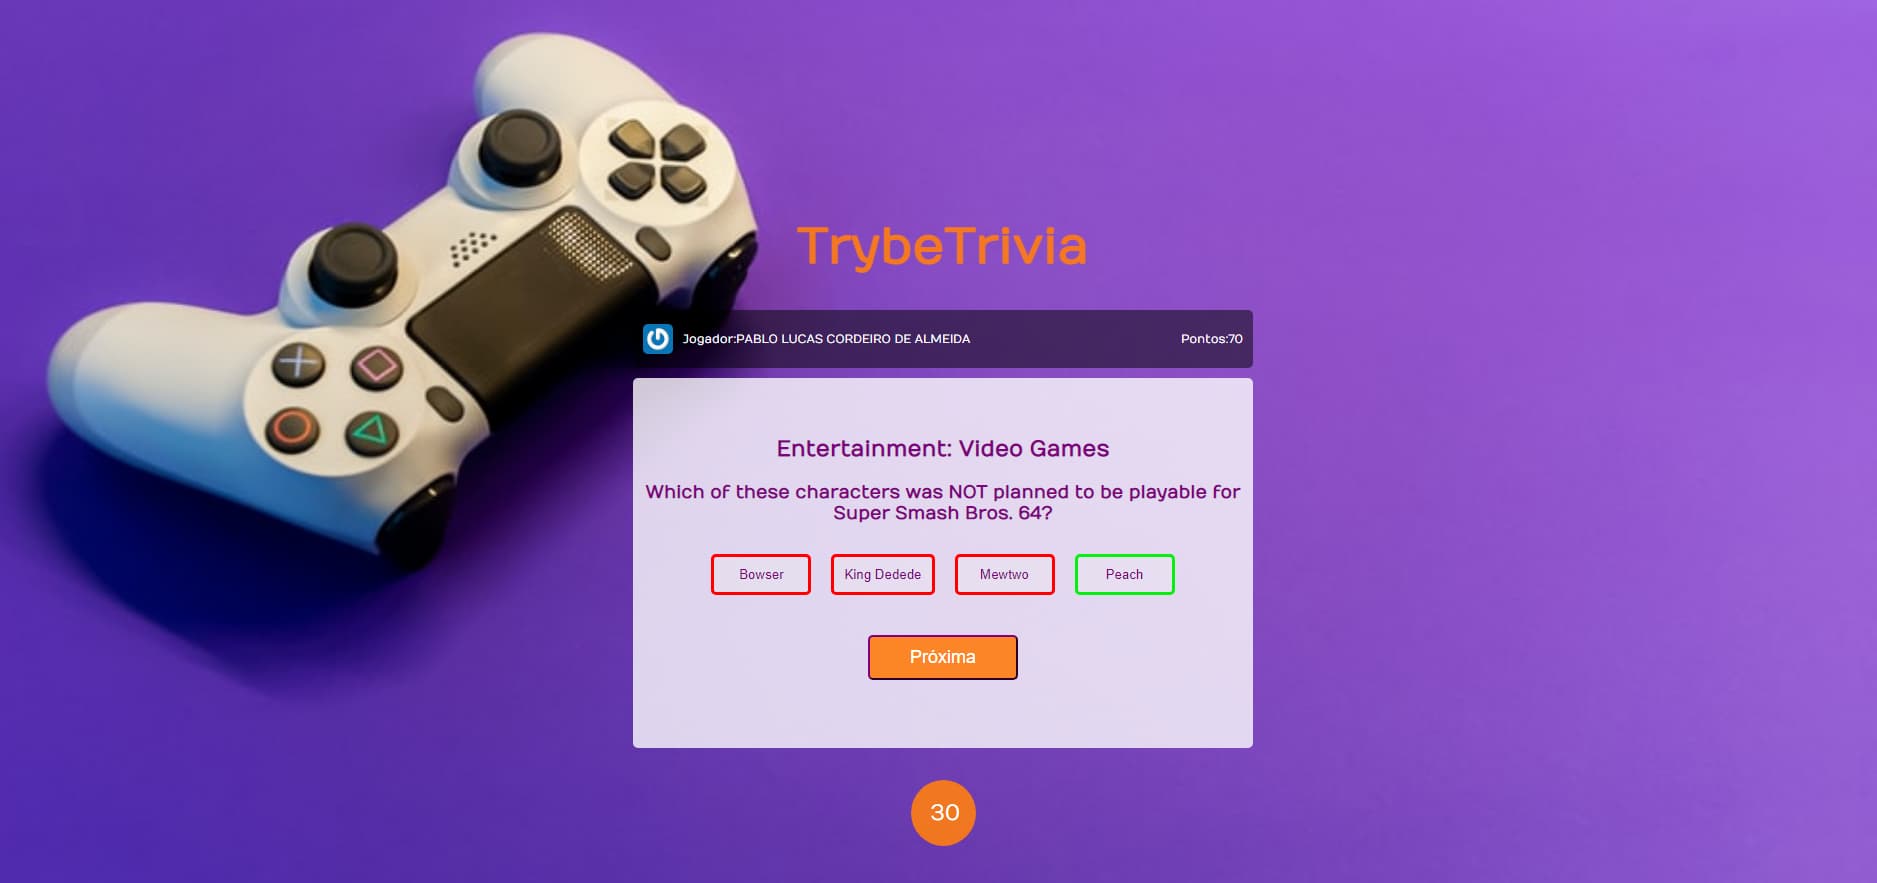 TrybeTrivia
Jogador:PABLO LUCAS CORDEIRO DE ALMEIDA Pontos:70
Entertainment: Video Games
Which of these characters was NOT planned to be playable for
Super Smash Bros. 64?
Bowser King Dedede Mewtwo Peach
Próxima
30